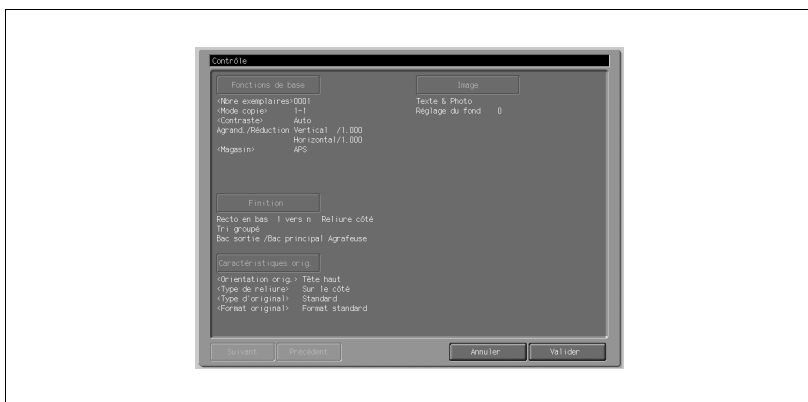 Contrôle
Fonctions de base
<Nbre exemplaires>0001
<Mode copie> 1-1
<Contraste> Auto
Agrand./Réduction Vertical /1.000
Horizontal/1.000
<Magasin> APS
Image
Texte & Photo
Réglage du fond 0
Finition
Recto en bas 1 vers n Reliure côté
Tri groupé
Bac sortie /Bac principal Agrafeuse
Caractéristiques orig.
<Orientation orig.> Tête haut
<Type de reliure> Sur le côté
<Type d'original> Standard
<Format original> Format standard
Suivant Précédent Annuler Valider